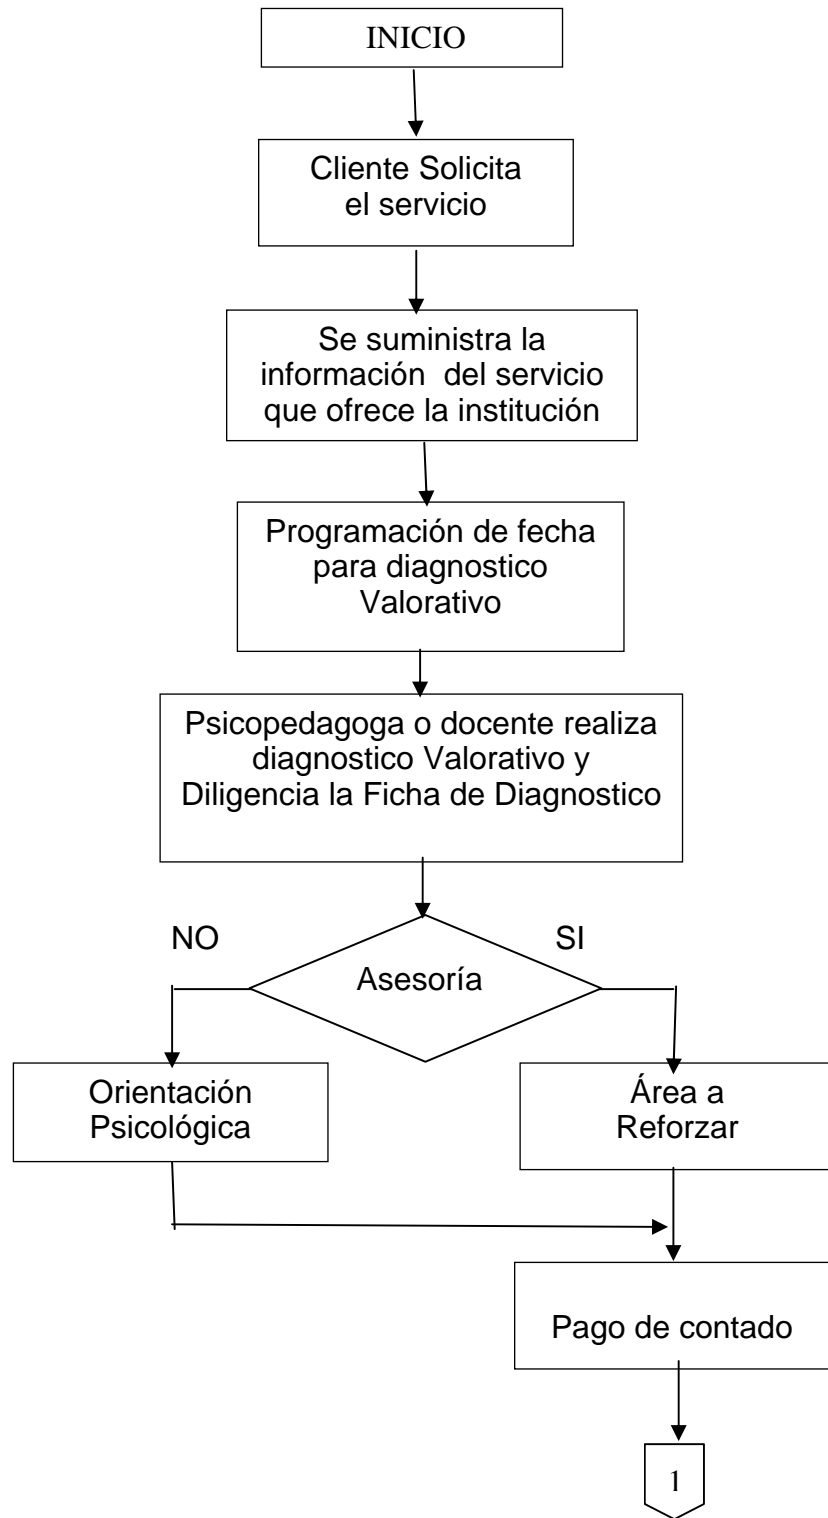 INICIO
Cliente Solicita
el servicio
Se suministra la
información  del servicio
que ofrece la institución
Programación de fecha
para diagnostico
Valorativo
Psicopedagoga o docente realiza
diagnostico Valorativo y
Diligencia la Ficha de Diagnostico
NO
SI
Asesoría
Orientación
Psicológica
Área a
Reforzar
Pago de contado
1